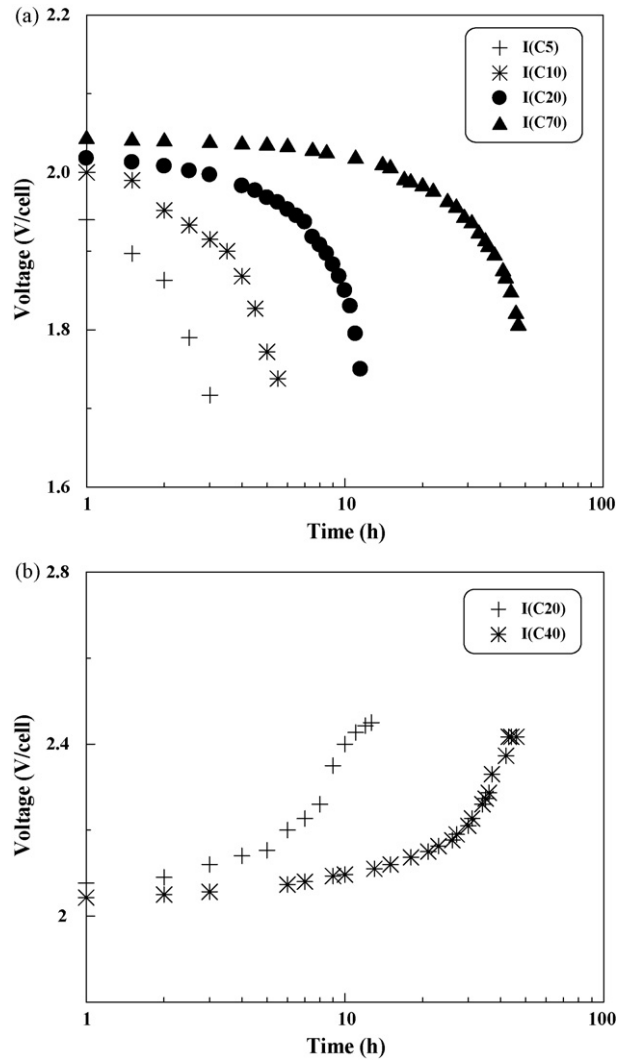 (a)
2.2
2.0
1.8
1.6
Voltage (V/cell)
I(C5)
I(C10)
I(C20)
I(C70)
1 10 100
Time (h)
(b)
2.8
2.4
2
Voltage (V/cell)
I(C20)
I(C40)
1 10 100
Time (h)